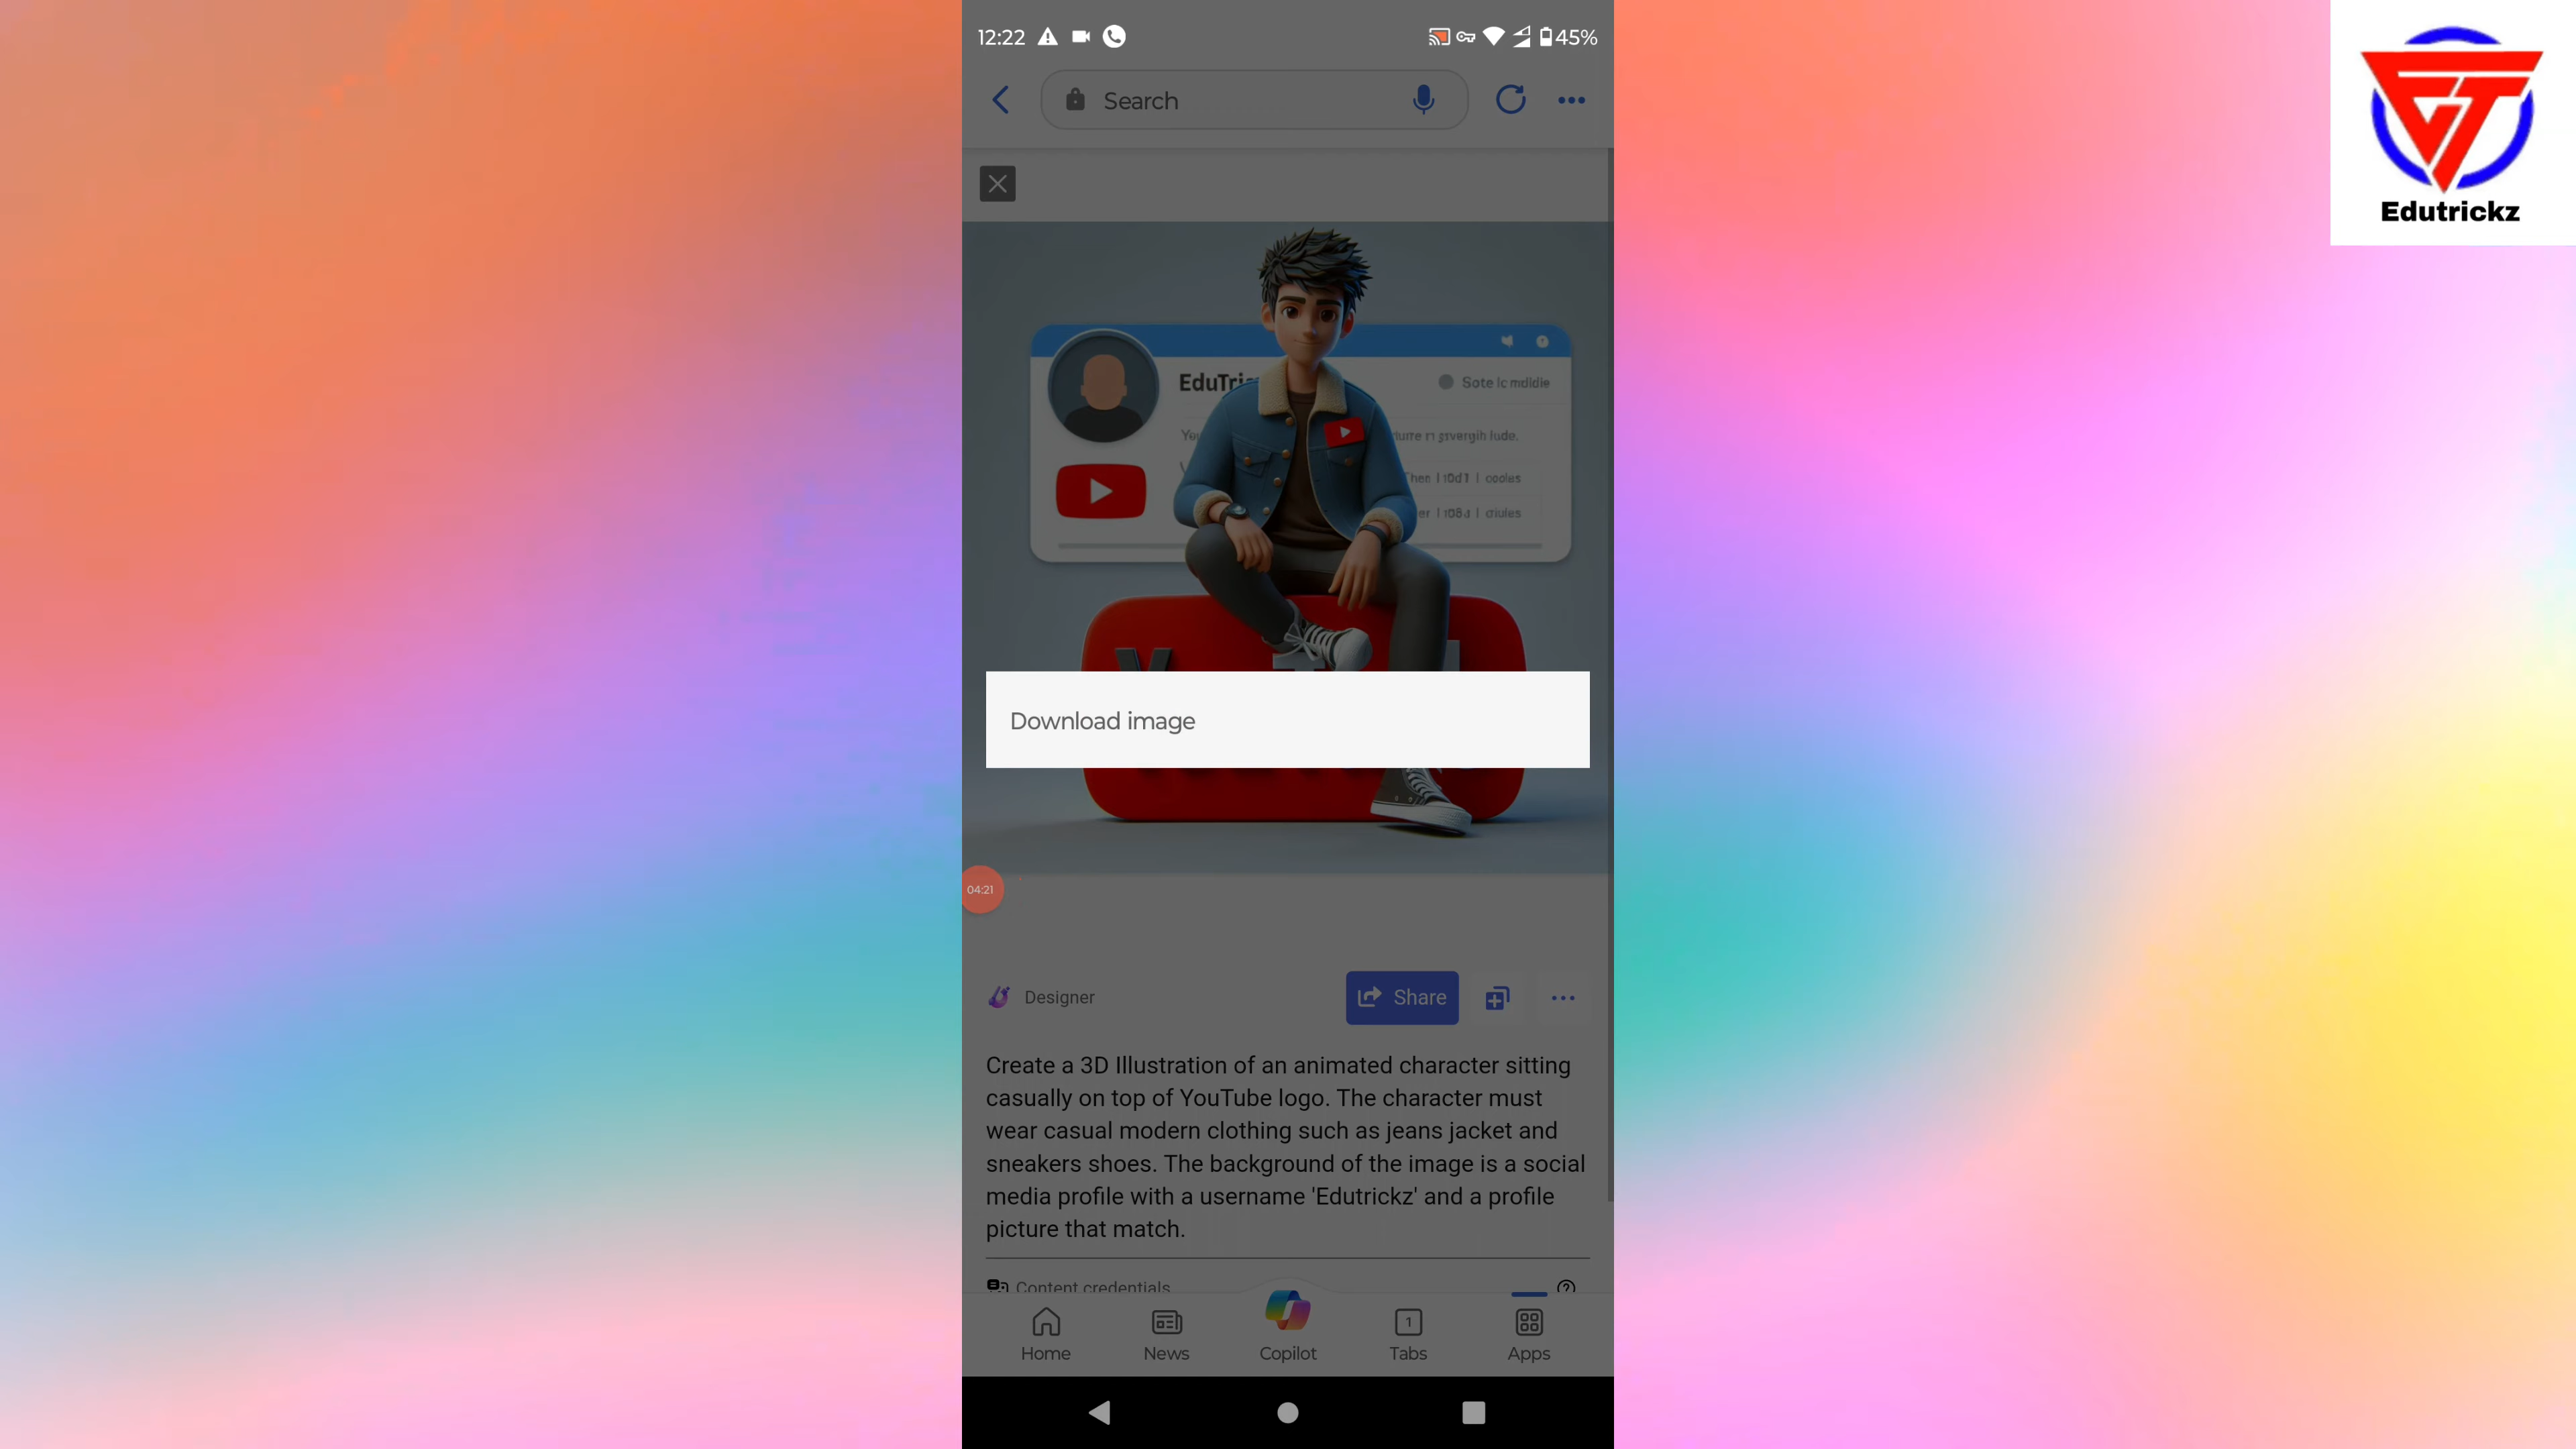 12:22
45%
Search
Edutrickz
EduTri
Download image
04:21
Designer
Share
Create a 3D Illustration of an animated character sitting
casually on top of YouTube logo. The character must
wear casual modern clothing such as jeans jacket and
sneakers shoes. The background of the image is a social
media profile with a username 'Edutrickz' and a profile
picture that match.
Content credentials
1
Home
News
Copilot
Tabs
Apps